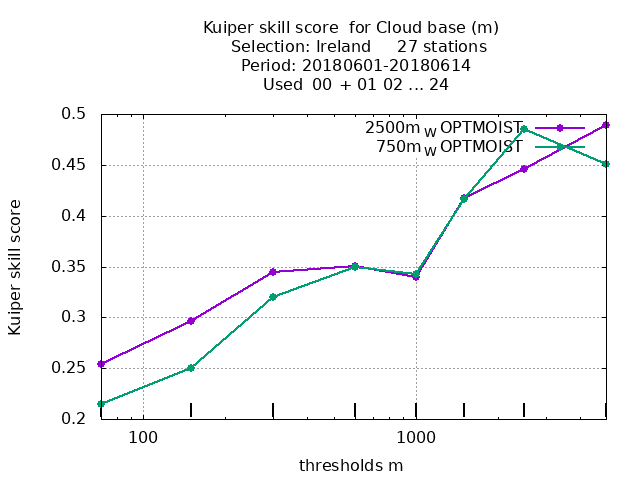 Kuiper skill score  for Cloud base (m)
Selection: Ireland     27 stations
Period: 20180601-20180614
Used  00 + 01 02 ... 24
2500m_W OPTMOIST
750m_W OPTMOIST
Kuiper skill score
0.5
0.45
0.4
0.35
0.3
0.25
0.2
100
1000
thresholds m